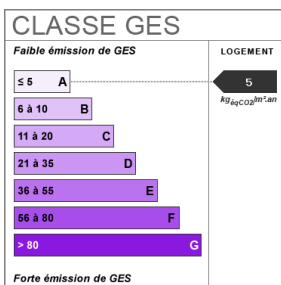 CLASSE GES
Faible émission de GES
LOGEMENT
≤ 5 A
5
kgéqCO2/m².an
6 à 10 B
11 à 20 C
21 à 35 D
36 à 55 E
56 à 80 F
> 80 G
Forte émission de GES